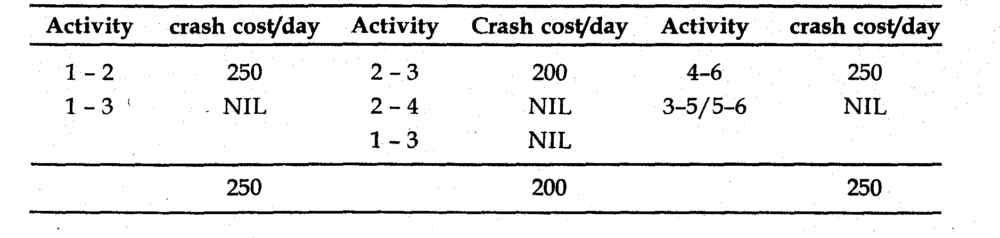 Activity crash cost/day Activity Crash cost/day Activity crash cost/day
1 – 2 250 2 – 3 200 4–6 250
1 – 3 NIL 2 – 4 NIL 3–5/5–6 NIL
1 – 3 NIL
250 200 250